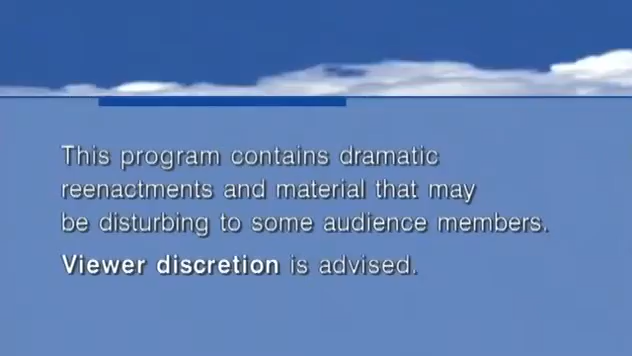 This program contains dramatic
reenactments and material that may
be disturbing to some audience members.
Viewer discretion is advised.